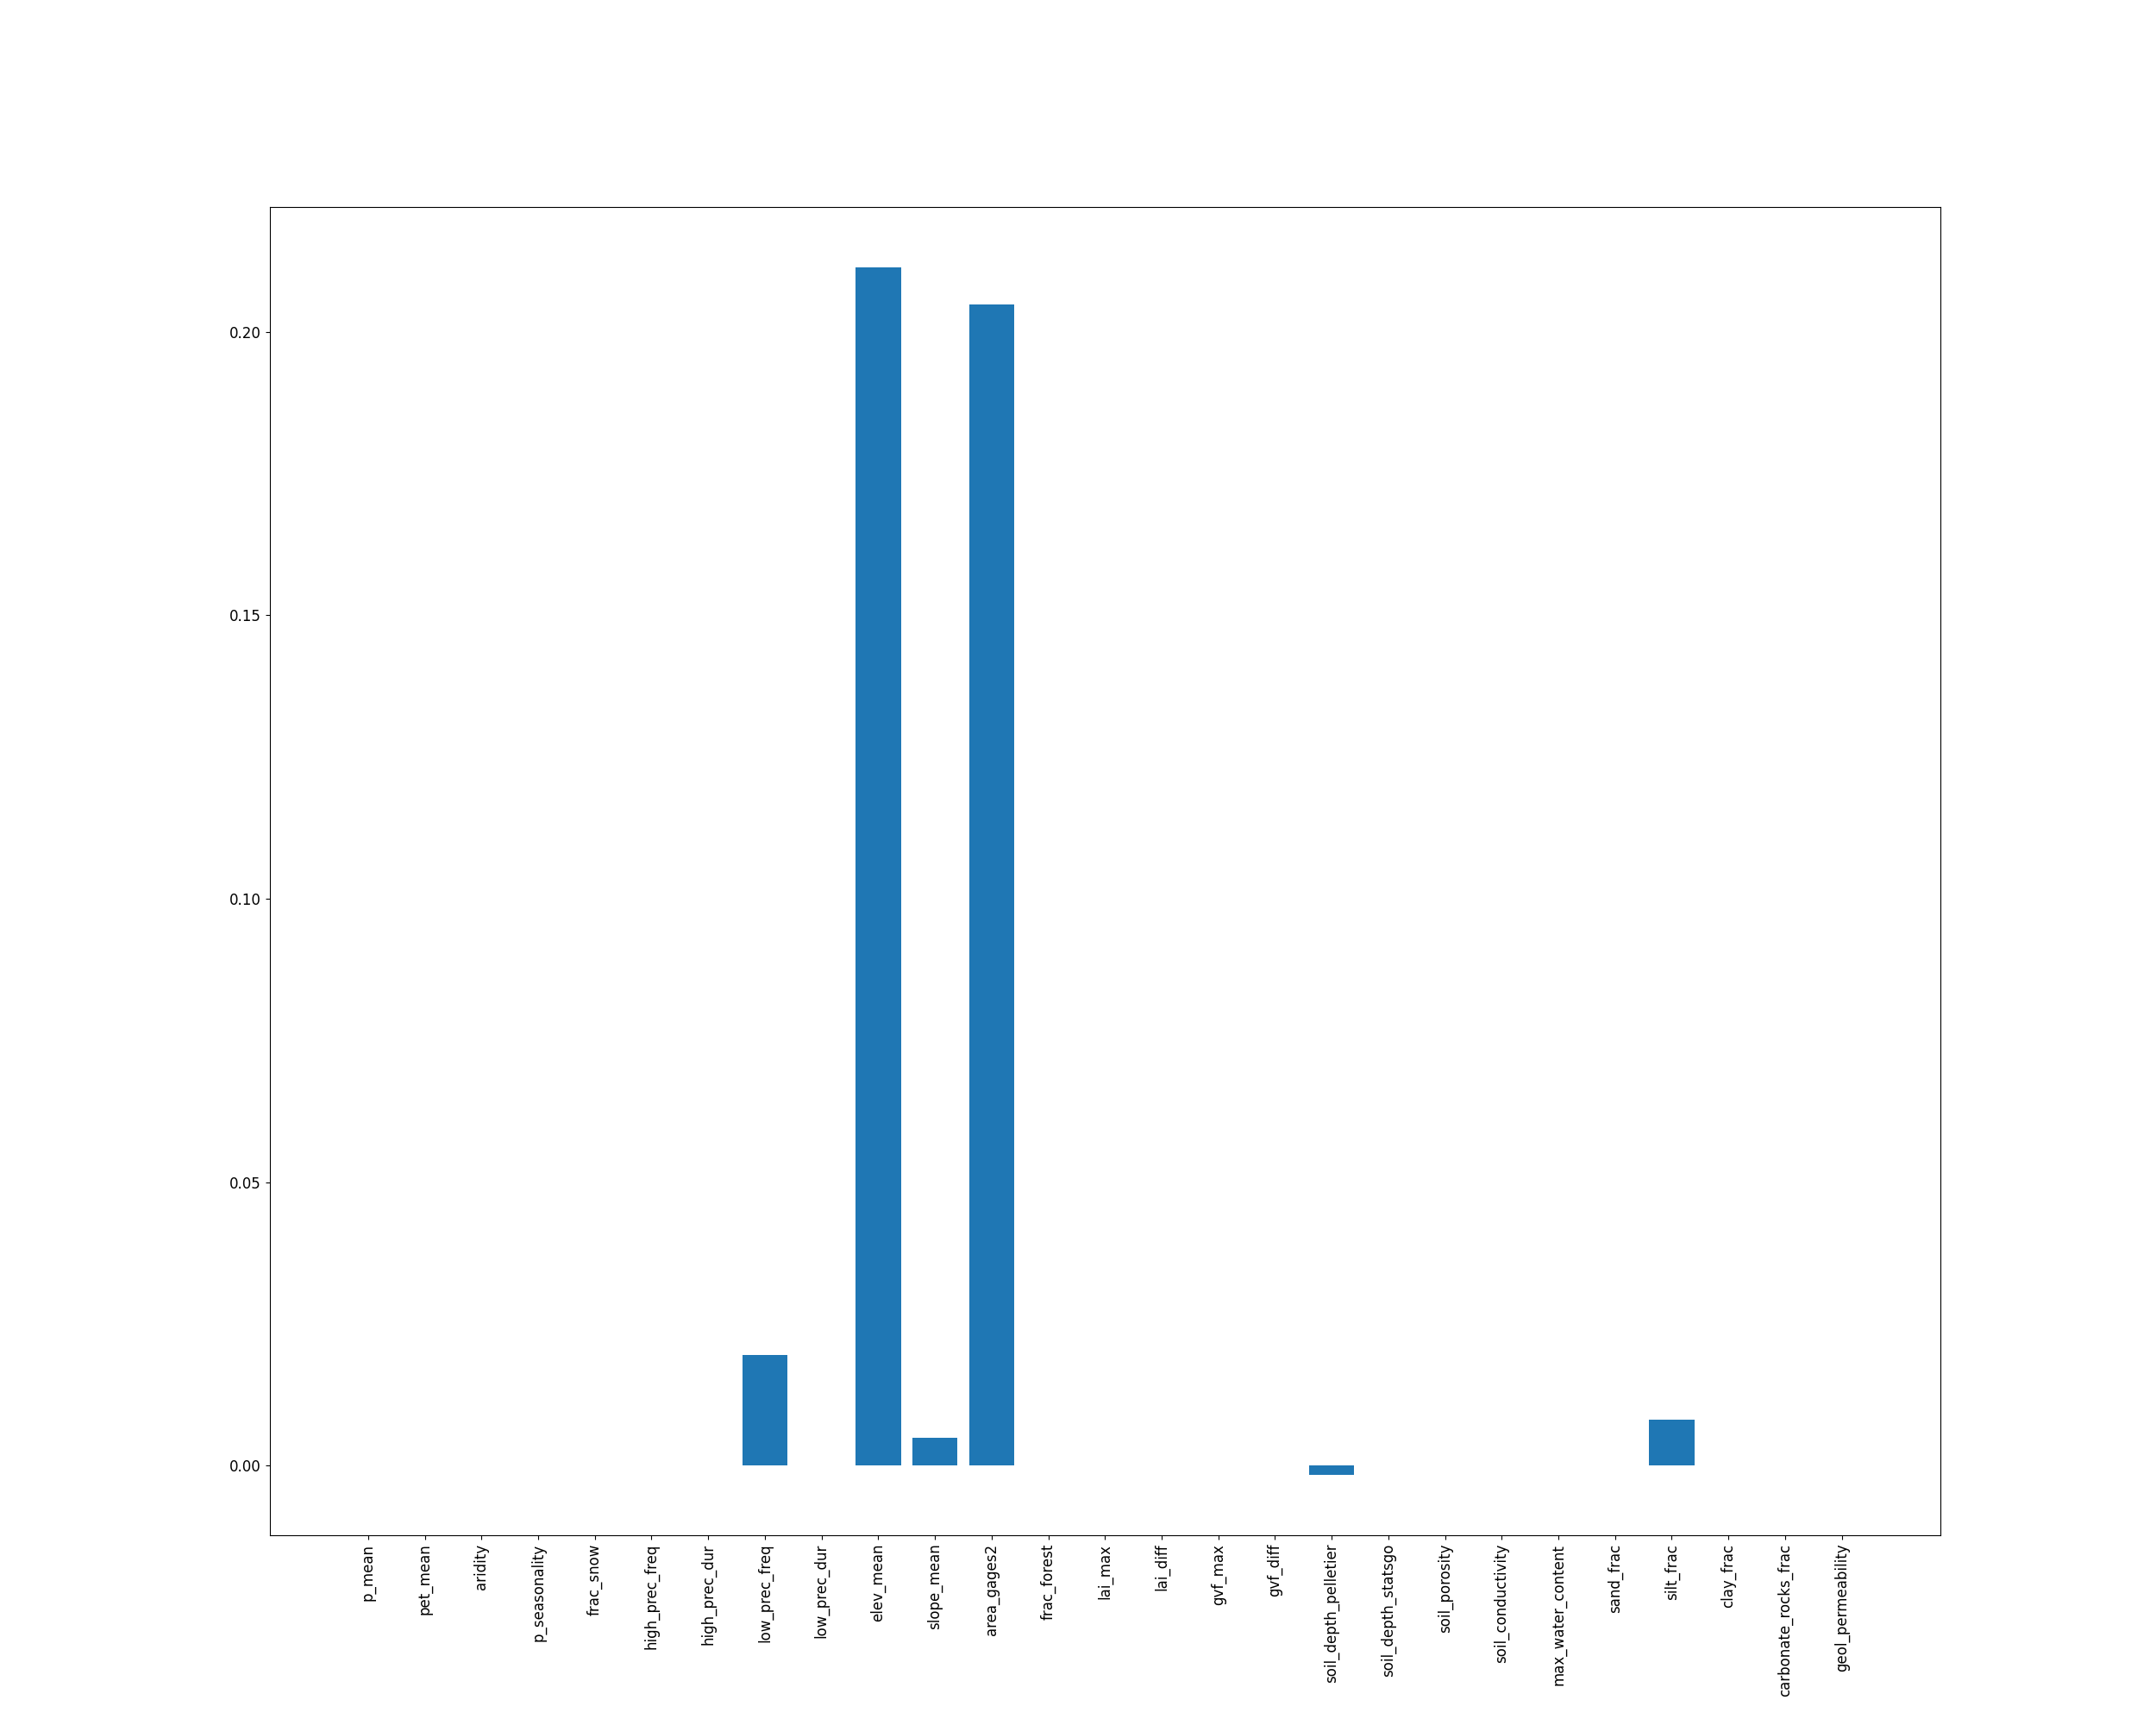 0.20
0.15
0.10
0.05
0.00
p_mean
pet_mean
aridity
p_seasonality
frac_snow
high_prec_freq
high_prec_dur
low_prec_freq
low_prec_dur
elev_mean
slope_mean
area_gages2
frac_forest
lai_max
lai_diff
gvf_max
gvf_diff
soil_depth_pelletier
soil_depth_statsgo
soil_porosity
soil_conductivity
max_water_content
sand_frac
silt_frac
clay_frac
carbonate_rocks_frac
geol_permeability